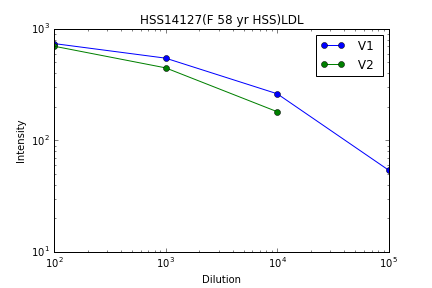 HSS14127(F 58 yr HSS)LDL
10³
10²
10¹
Intensity
V1
V2
10² 10³ 10⁴ 10⁵
Dilution